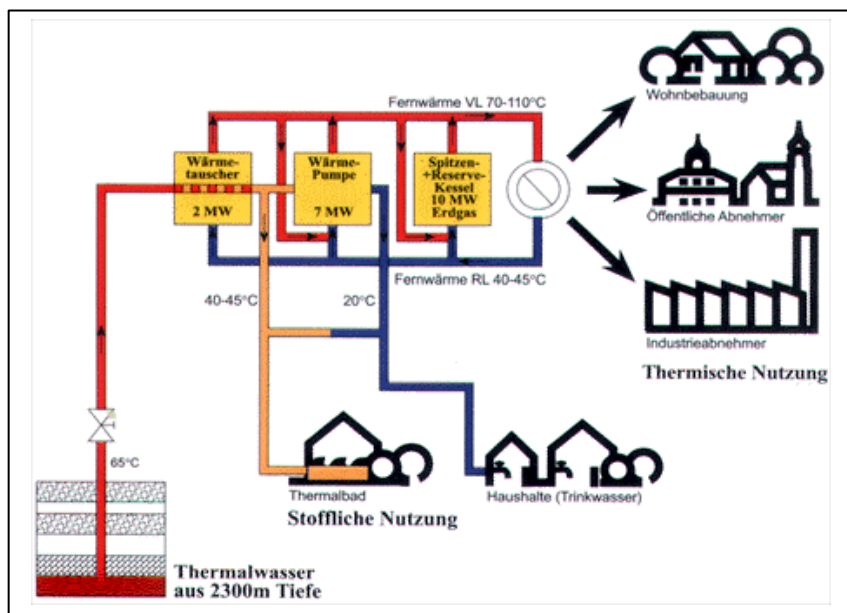 Fernwärme VL 70-110°C
Wohnbebauung
Wärme-
tauscher
2 MW
Wärme-
Pumpe
7 MW
Spitzen-
+Reserve-
Kessel
10 MW
Erdgas
Öffentliche Abnehmer
Fernwärme RL 40-45°C
40-45°C
20°C
Industrieabnehmer
Thermische Nutzung
65°C
Thermalbad
Haushalte (Trinkwasser)
Stoffliche Nutzung
Thermalwasser
aus 2300m Tiefe